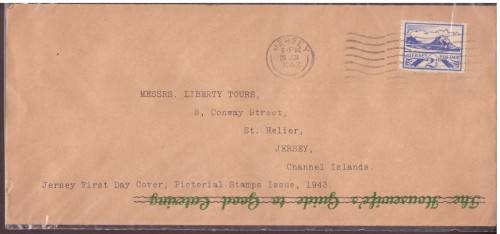 JERSEY
MESSRS. LIBERTY TOURS,
8, Conway Street,
St. Helier,
JERSEY,
Channel Islands.
Jersey First Day Cover, Pictorial Stamps Issue, 1943.
The Housewife's Guide to Good Catering